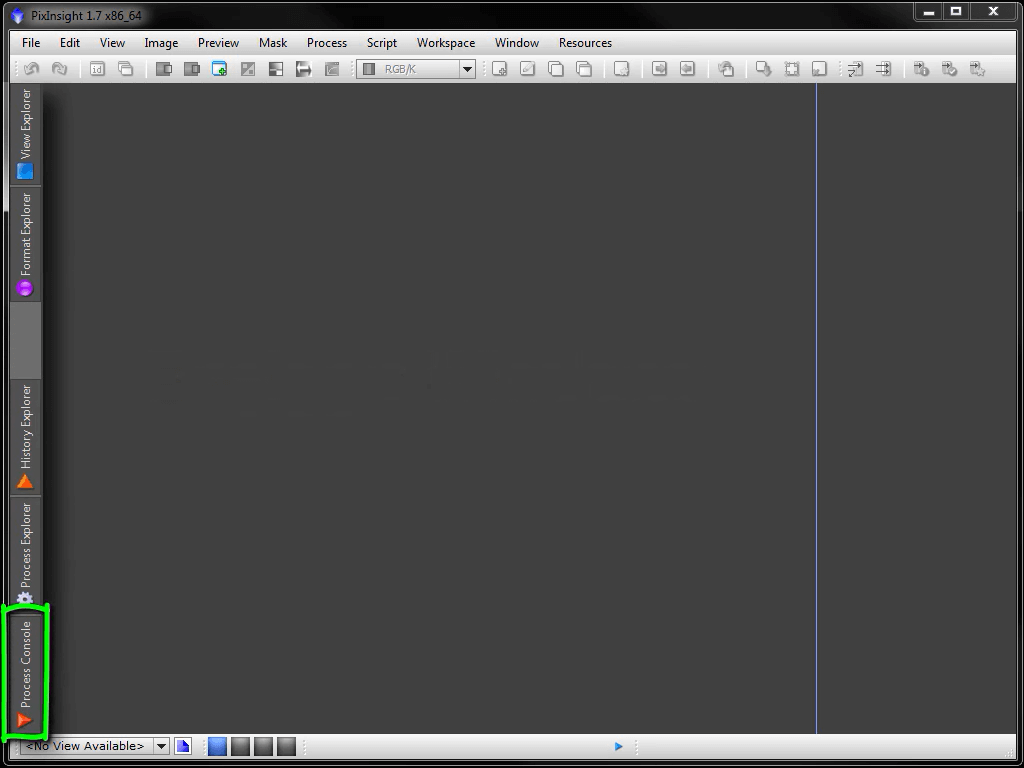 PixInsight 1.7 x86_64
File Edit View Image Preview Mask Process Script Workspace Window Resources
id
RGB/K
View Explorer
Format Explorer
History Explorer
Process Explorer
Process Console
<No View Available>